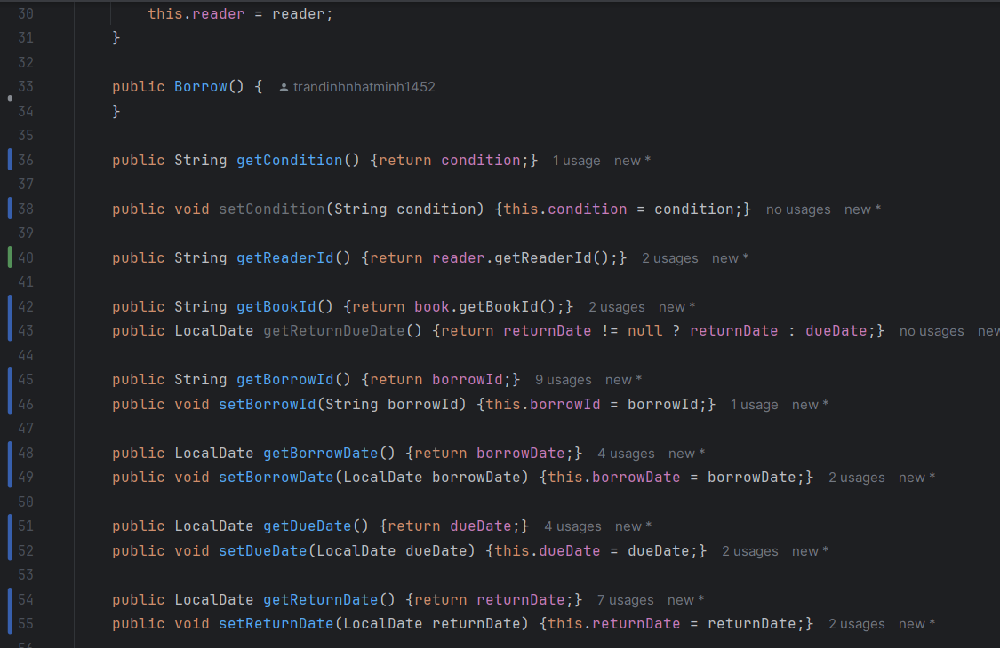 30 this.reader = reader;
31 }
32
33 public Borrow() { trandinhnhatminh1452
34 }
35
36 public String getCondition() {return condition;} 1 usage new *
37
38 public void setCondition(String condition) {this.condition = condition;} no usages new *
39
40 public String getReaderId() {return reader.getReaderId();} 2 usages new *
41
42 public String getBookId() {return book.getBookId();} 2 usages new *
43 public LocalDate getReturnDueDate() {return returnDate != null ? returnDate : dueDate;} no usages new
44
45 public String getBorrowId() {return borrowId;} 9 usages new *
46 public void setBorrowId(String borrowId) {this.borrowId = borrowId;} 1 usage new *
47
48 public LocalDate getBorrowDate() {return borrowDate;} 4 usages new *
49 public void setBorrowDate(LocalDate borrowDate) {this.borrowDate = borrowDate;} 2 usages new *
50
51 public LocalDate getDueDate() {return dueDate;} 4 usages new *
52 public void setDueDate(LocalDate dueDate) {this.dueDate = dueDate;} 2 usages new *
53
54 public LocalDate getReturnDate() {return returnDate;} 7 usages new *
55 public void setReturnDate(LocalDate returnDate) {this.returnDate = returnDate;} 2 usages new *
56